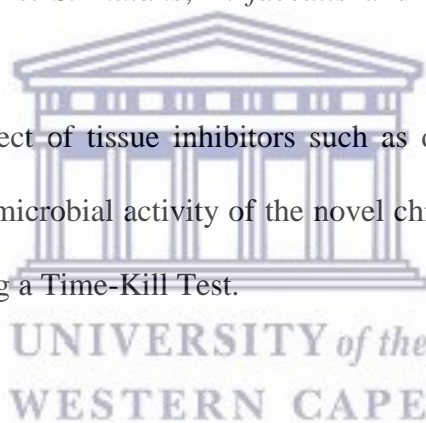 ect of tissue inhibitors such as
microbial activity of the novel chi
g a Time-Kill Test.
UNIVERSITY of the
WESTERN CAPE